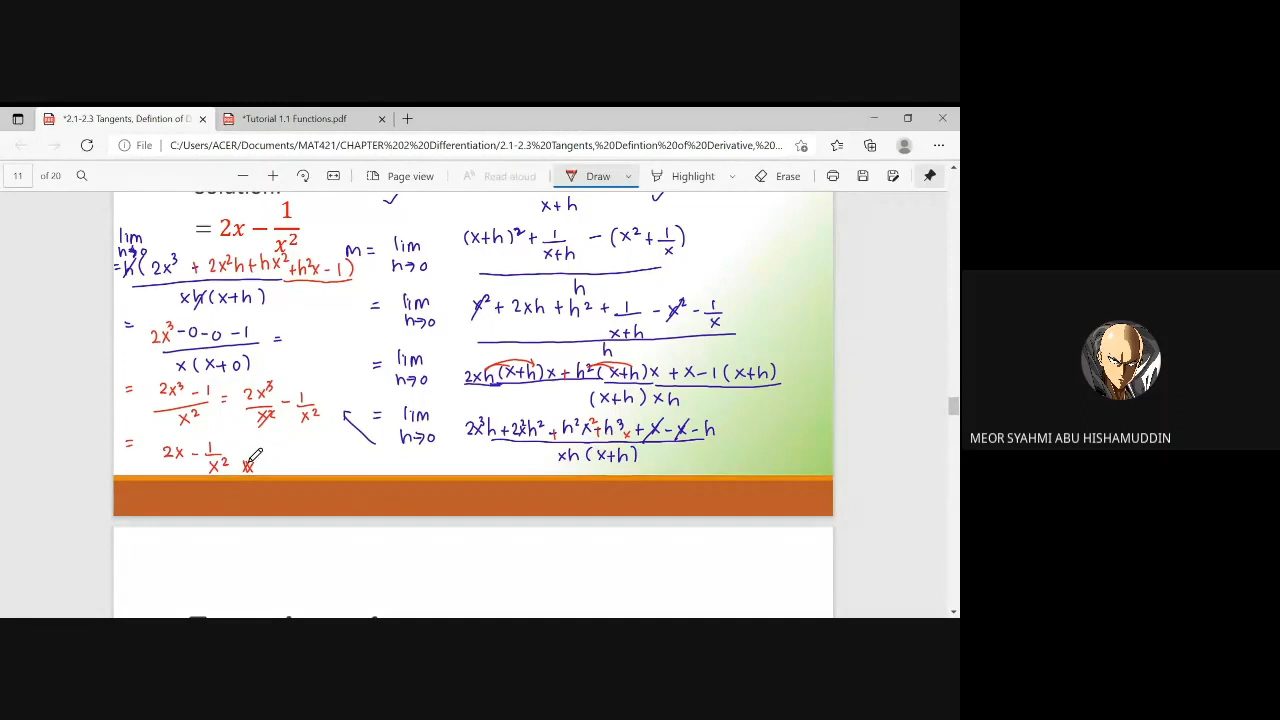 *2.1-2.3 Tangents, Defintion of D
*Tutorial 1.1 Functions.pdf
File
C:/Users/ACER/Documents/MAT421/CHAPTER%202%20Differentiation/2.1-2.3%20Tangents,%20Defintion%20of%20Derivative,%20...
11 of 20
Page view
Read aloud
Draw
Highlight
Erase
Solution:
= 2x − 1/x²
lim h→0
= h(2x³ + 2x²h + hx² + h²x − 1) / xh(x+h)
= 2x³ − 0 − 0 − 1 / x(x+0) =
= 2x³ − 1 / x² = 2x³/x² − 1/x²
= 2x − 1/x²
x+h
m = lim h→0 (x+h)² + 1/(x+h) − (x² + 1/x) / h
= lim h→0 x² + 2xh + h² + 1/(x+h) − x² − 1/x / h
= lim h→0 2xh(x+h)x + h²(x+h)x + x − 1(x+h) / (x+h)xh
= lim h→0 2x³h + 2x²h² + h²x² + h³x + x − x − h / xh(x+h)
MEOR SYAHMI ABU HISHAMUDDIN